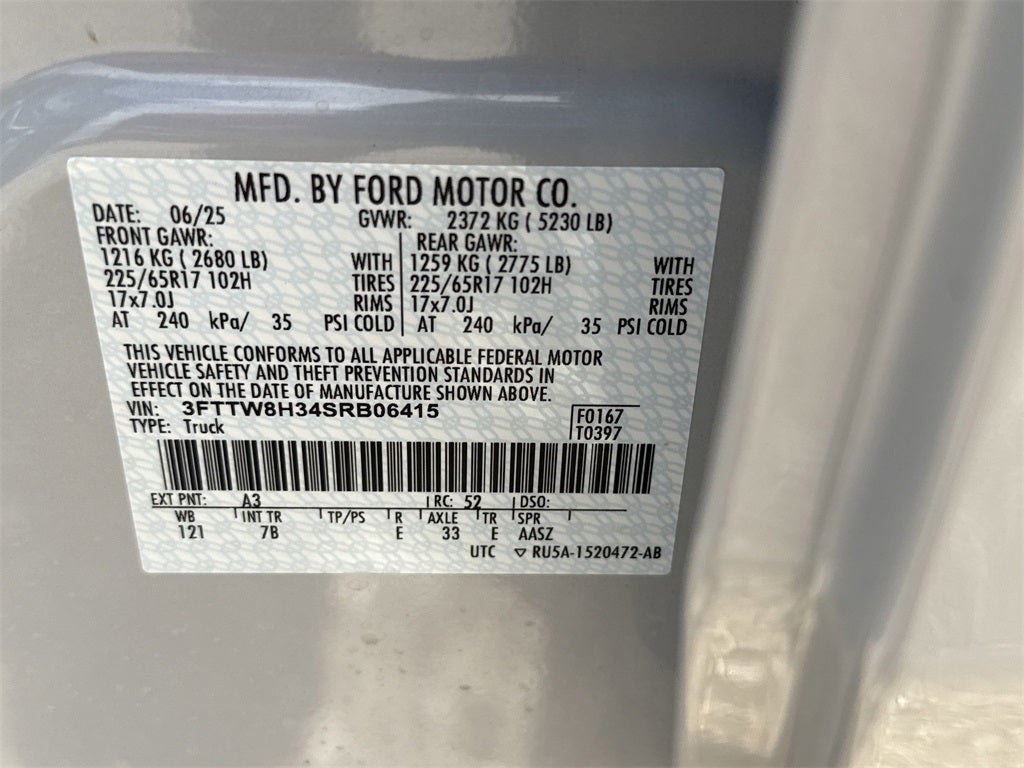 MFD. BY FORD MOTOR CO.
DATE: 06/25 GVWR: 2372 KG ( 5230 LB)
FRONT GAWR: REAR GAWR:
1216 KG ( 2680 LB) WITH 1259 KG ( 2775 LB) WITH
225/65R17 102H TIRES 225/65R17 102H TIRES
17x7.0J RIMS 17x7.0J RIMS
AT 240 kPa/ 35 PSI COLD AT 240 kPa/ 35 PSI COLD
THIS VEHICLE CONFORMS TO ALL APPLICABLE FEDERAL MOTOR
VEHICLE SAFETY AND THEFT PREVENTION STANDARDS IN
EFFECT ON THE DATE OF MANUFACTURE SHOWN ABOVE.
VIN: 3FTTW8H34SRB06415 F0167
TYPE: Truck T0397
EXT PNT: A3 RC: 52 DSO:
WB INT TR TP/PS R AXLE TR SPR
121 7B E 33 E AASZ
UTC ▽ RU5A-1520472-AB